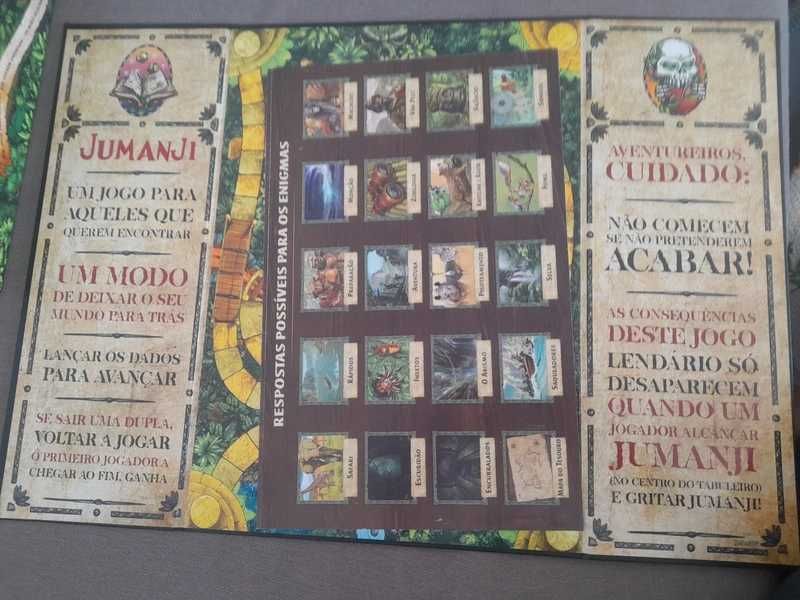 JUMANJI
UM JOGO PARA
AQUELES QUE
QUEREM ENCONTRAR
UM MODO
DE DEIXAR O SEU
MUNDO PARA TRÁS
LANÇAR OS DADOS
PARA AVANÇAR
SE SAIR UMA DUPLA,
VOLTAR A JOGAR
O PRIMEIRO JOGADOR A
CHEGAR AO FIM, GANHA
RESPOSTAS POSSÍVEIS PARA OS ENIGMAS
MACACOS
VAN PELT
MONÇÃO
PREPARAÇÃO
AVENTURA
PISOTEAMENTO
SELVA
RÁPIDOS
INSETOS
O ABISMO
SAQUEADORES
SAFARI
ESCURIDÃO
ENCURRALADOS
MAPA DO TESOURO
AVENTUREIROS,
CUIDADO:
NÃO COMECEM
SE NÃO PRETENDEREM
ACABAR!
AS CONSEQUÊNCIAS
DESTE JOGO
LENDÁRIO SÓ
DESAPARECEM
QUANDO UM
JOGADOR ALCANÇAR
JUMANJI
(NO CENTRO DO TABULEIRO)
E GRITAR JUMANJI!